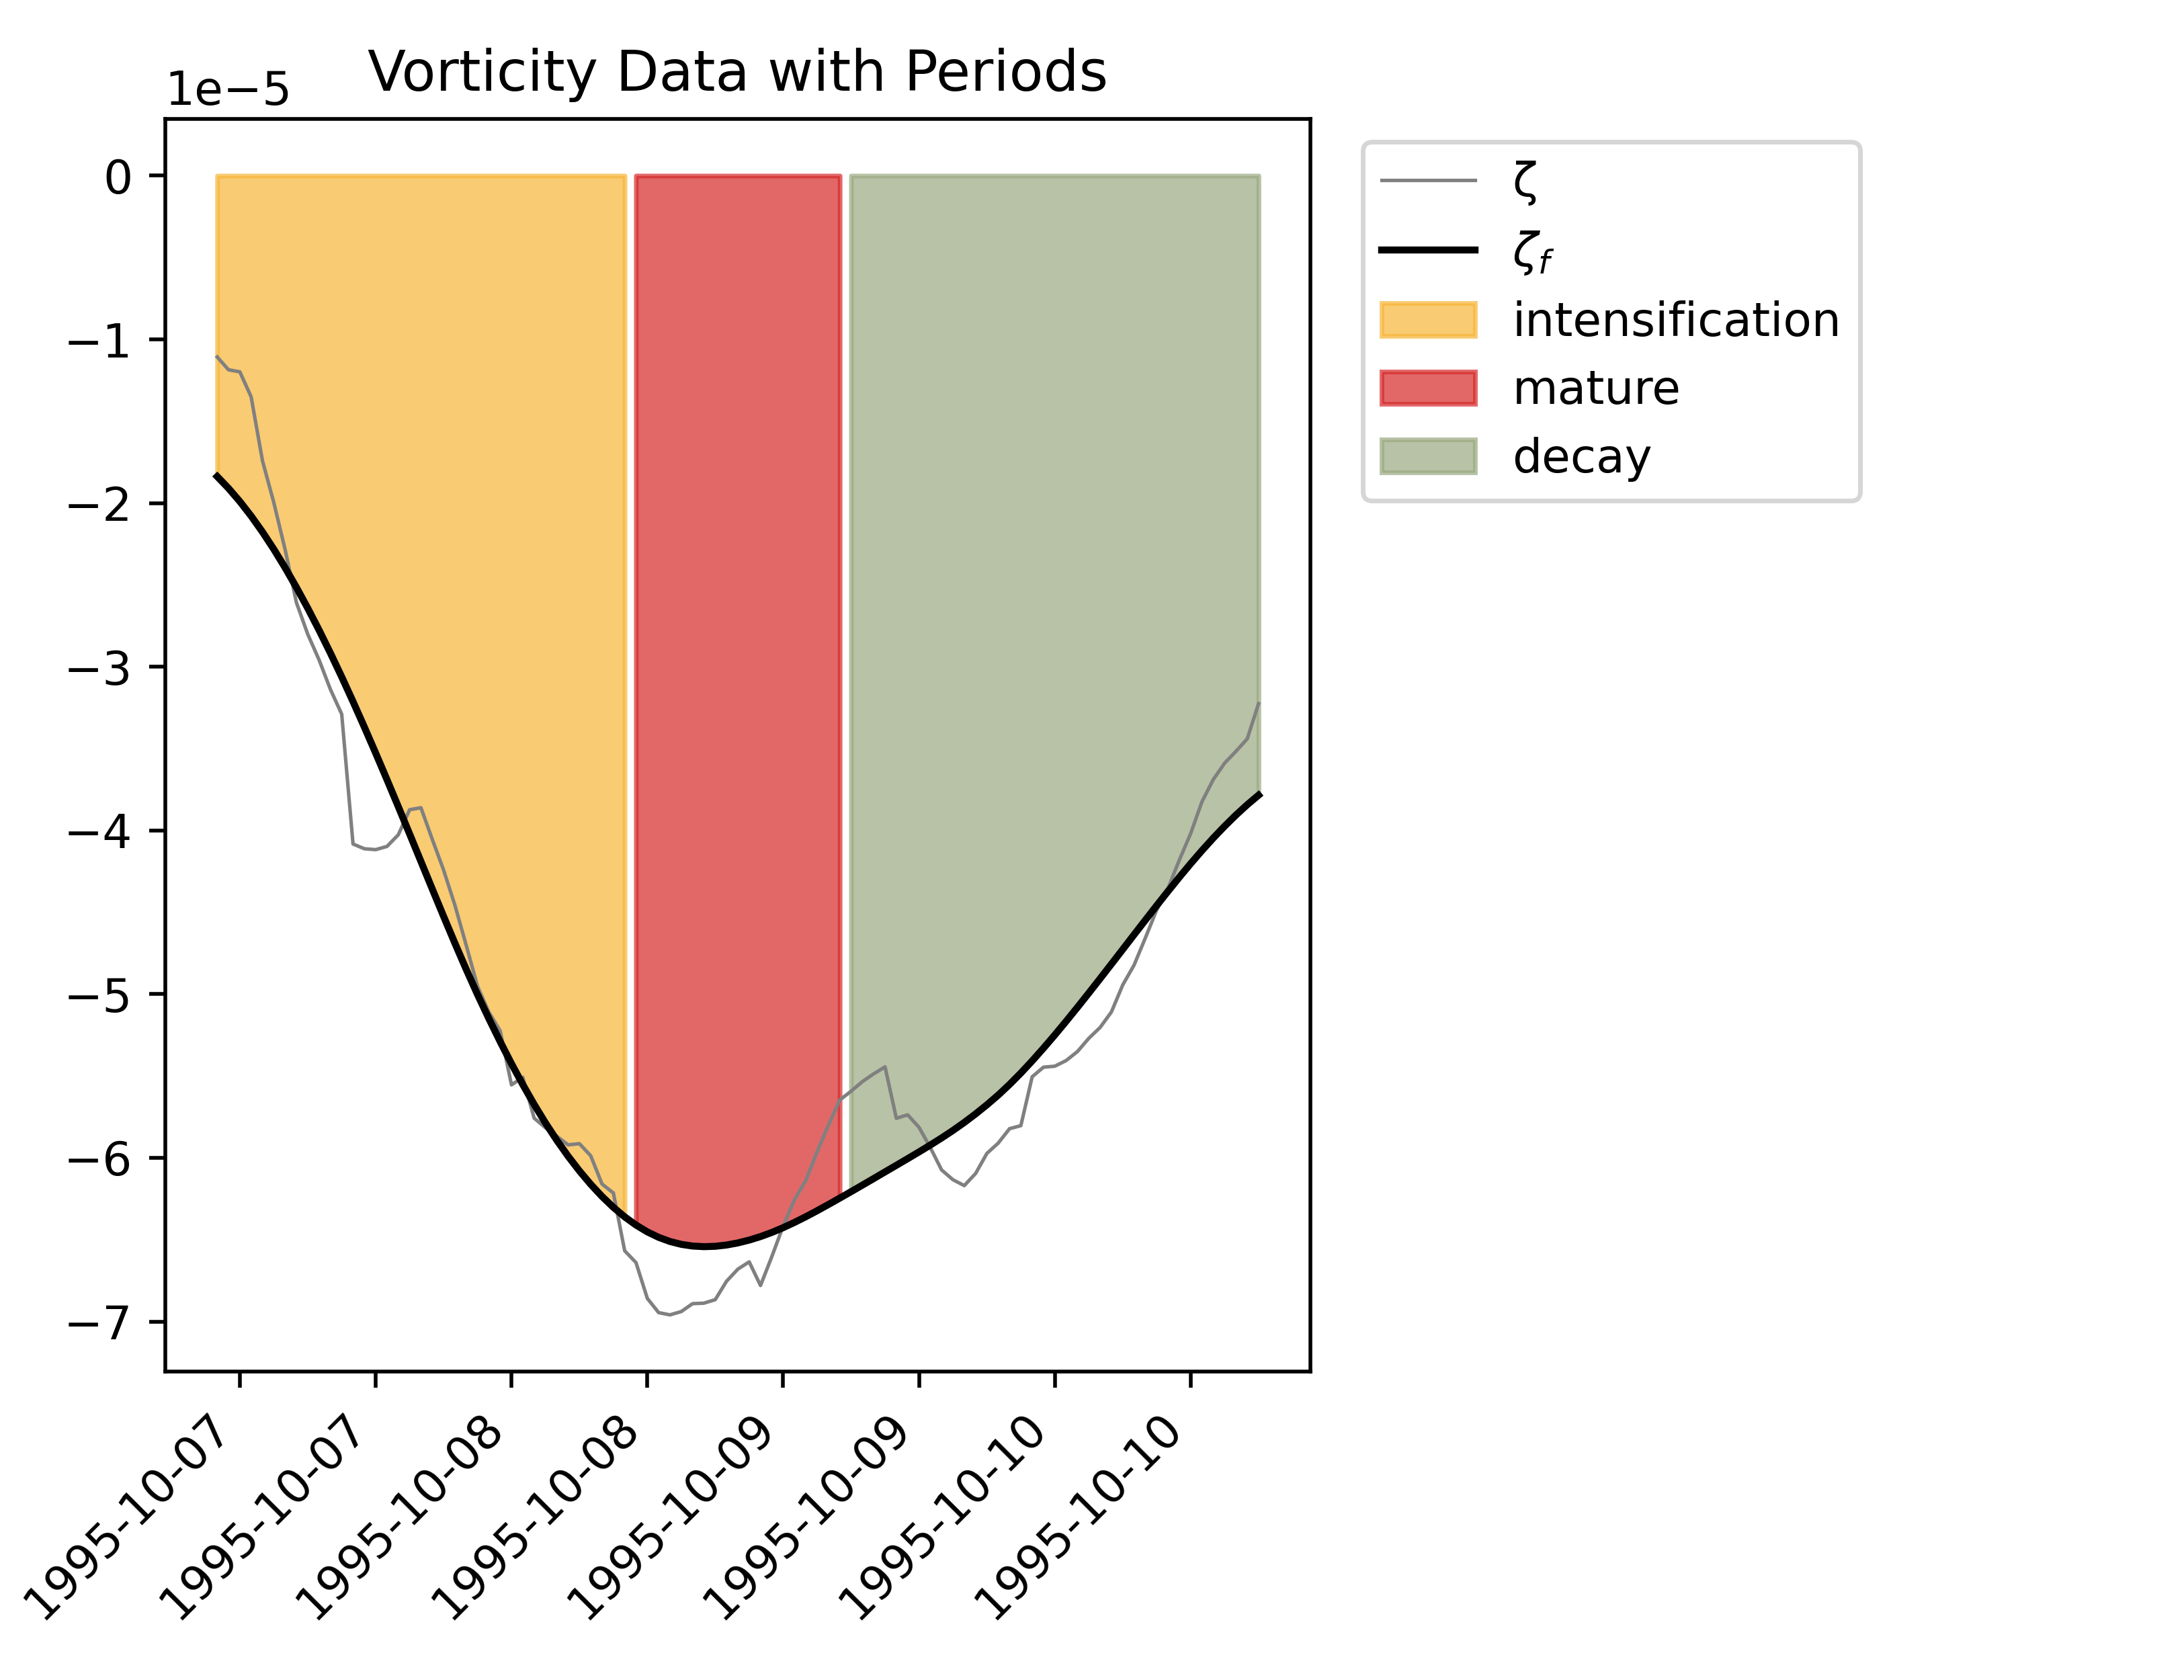 Vorticity Data with Periods
1e−5
0
−1
−2
−3
−4
−5
−6
−7
1995-10-07
1995-10-07
1995-10-08
1995-10-08
1995-10-09
1995-10-09
1995-10-10
1995-10-10
ζ
ζf
intensification
mature
decay